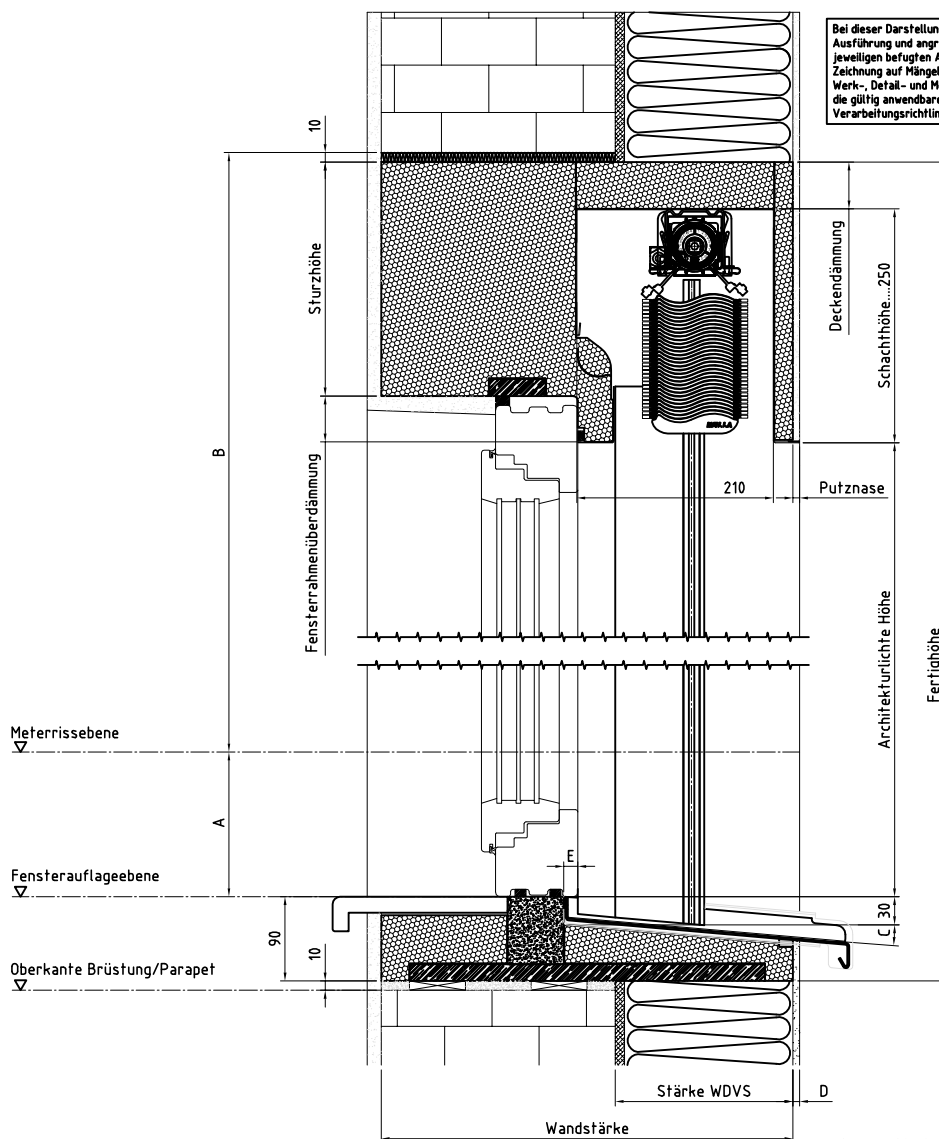 Bei dieser Darstellun
Ausführung und angr
jeweiligen befugten A
Zeichnung auf Mängel
Werk-, Detail- und M
die gültig anwendbare
Verarbeitungsrichtlin
10
Sturzhöhe
Deckendämmung
Schachthöhe....250
B
Fensterrahmenüberdämmung
210
Putznase
Architekturlichte Höhe
Fertighöhe
Meterrissebene
A
E
Fensterauflageebene
90
10
30
C
Oberkante Brüstung/Parapet
Stärke WDVS
D
Wandstärke